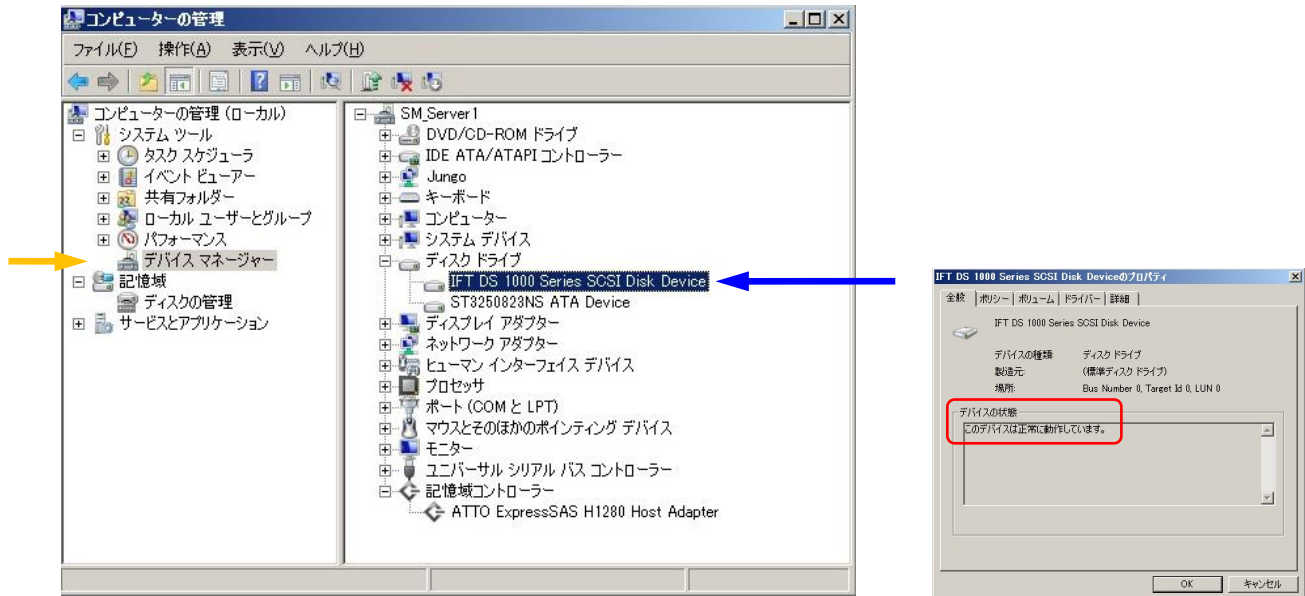 コンピューターの管理
ファイル(F) 操作(A) 表示(V) ヘルプ(H)
コンピューターの管理 (ローカル)
システム ツール
タスク スケジューラ
イベント ビューアー
共有フォルダー
ローカル ユーザーとグループ
パフォーマンス
デバイス マネージャー
記憶域
ディスクの管理
サービスとアプリケーション
SM_Server1
DVD/CD-ROM ドライブ
IDE ATA/ATAPI コントローラー
Jungo
キーボード
コンピューター
システム デバイス
ディスク ドライブ
IFT DS 1000 Series SCSI Disk Device
ST3250823NS ATA Device
ディスプレイ アダプター
ネットワーク アダプター
ヒューマン インターフェイス デバイス
プロセッサ
ポート (COM と LPT)
マウスとそのほかのポインティング デバイス
モニター
ユニバーサル シリアル バス コントローラー
記憶域コントローラー
ATTO ExpressSAS H1280 Host Adapter
IFT DS 1000 Series SCSI Disk Deviceのプロパティ
全般 ポリシー ボリューム ドライバー 詳細
IFT DS 1000 Series SCSI Disk Device
デバイスの種類: ディスク ドライブ
製造元: (標準ディスク ドライブ)
場所: Bus Number 0, Target Id 0, LUN 0
デバイスの状態
このデバイスは正常に動作しています。
OK キャンセル